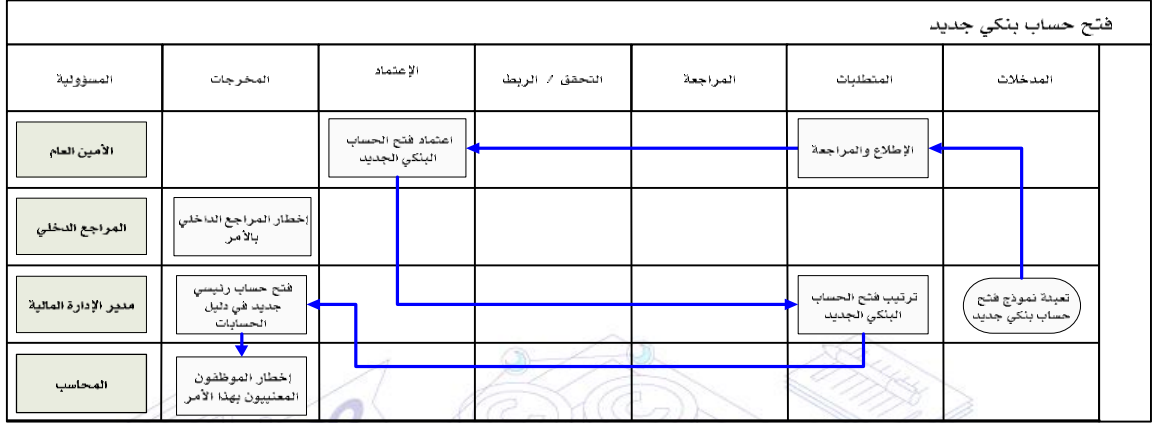 فتح حساب بنكي جديد
المدخلات
المتطلبات
المراجعة
التحقق / الربط
الإعتماد
المخرجات
المسؤولية
الإطلاع والمراجعة
اعتماد فتح الحساب
البنكي الجديد
الأمين العام
إخطار المراجع الداخلي
بالأمر
المراجع الدخلي
تعبئة نموذج فتح
حساب بنكي جديد
ترتيب فتح الحساب
البنكي الجديد
فتح حساب رئيسي
جديد في دليل
الحسابات
مدير الإدارة المالية
إخطار الموظفون
المعنييون بهذا الأمر
المحاسب